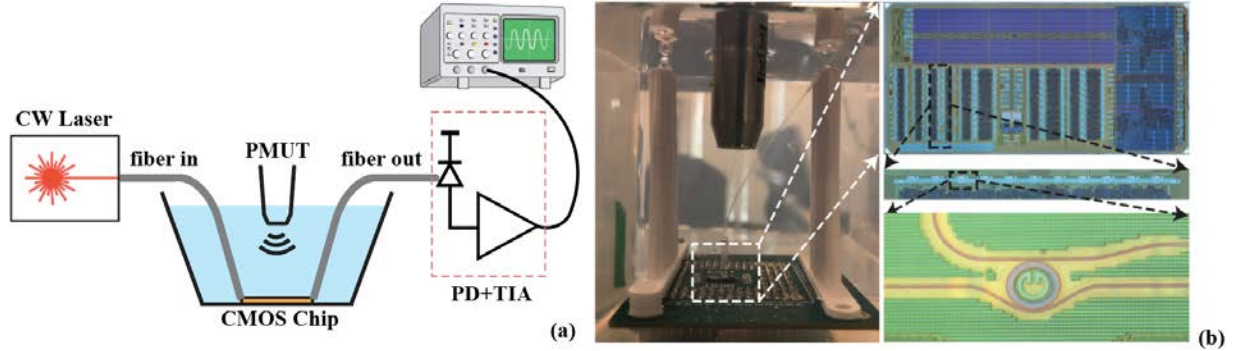 CW Laser
fiber in
PMUT
fiber out
CMOS Chip
PD+TIA
(a)
(b)